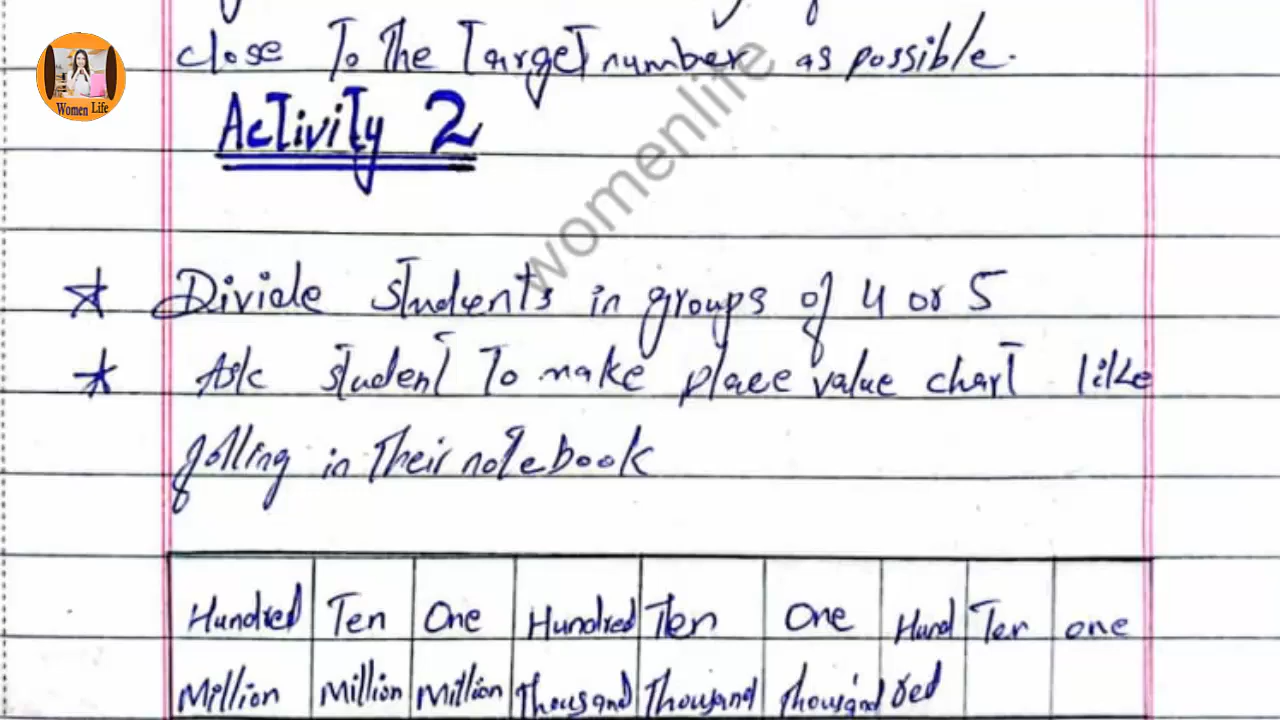 close To The Target number as possible.
Activity 2
Divide students in groups of 4 or 5
Ask student To make place value chart like
folling in Their notebook
Hundred Ten One Hundred Ten One Hund Ten one
Million Million Million Thousand Thousand Thousand red
womenlife
Women Life